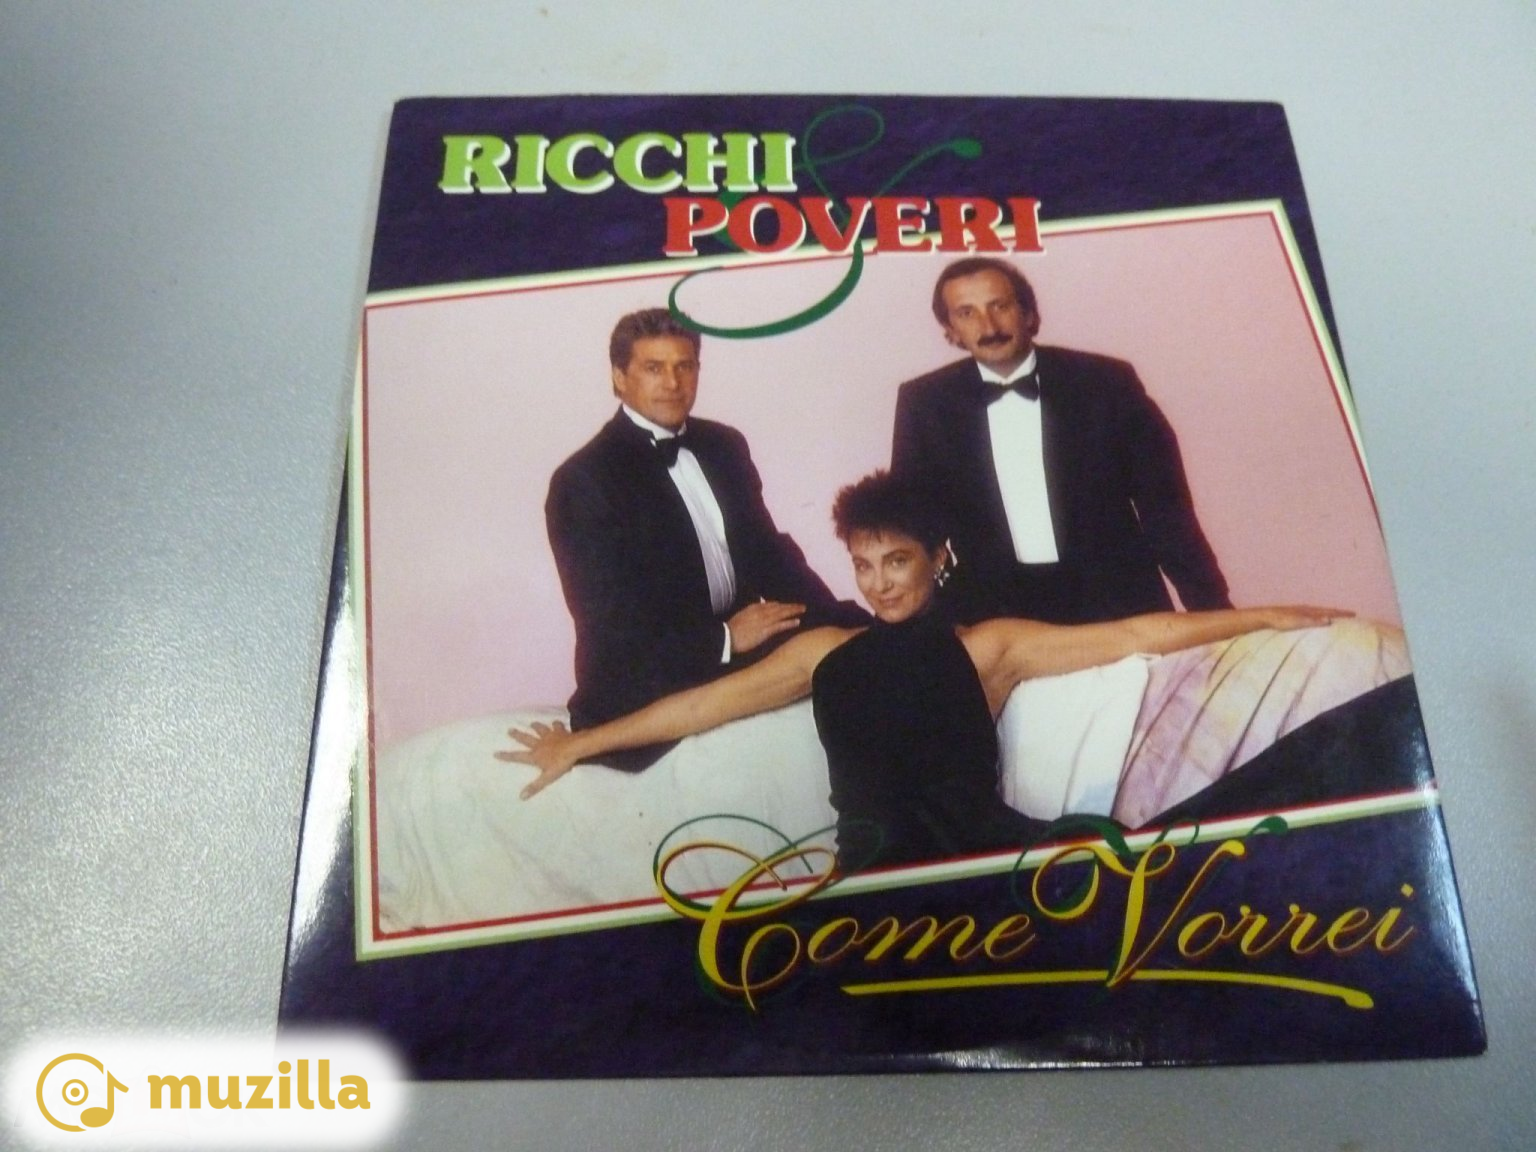 RICCHI
&
POVERI
Come Vorrei
muzilla